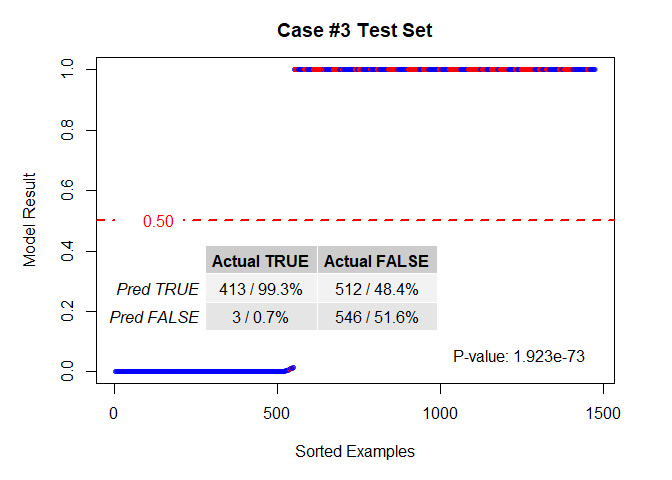 Case #3 Test Set
Model Result
1.0
0.8
0.6
0.4
0.2
0.0
0.50
Actual TRUE Actual FALSE
Pred TRUE 413 / 99.3% 512 / 48.4%
Pred FALSE 3 / 0.7% 546 / 51.6%
P-value: 1.923e-73
0 500 1000 1500
Sorted Examples